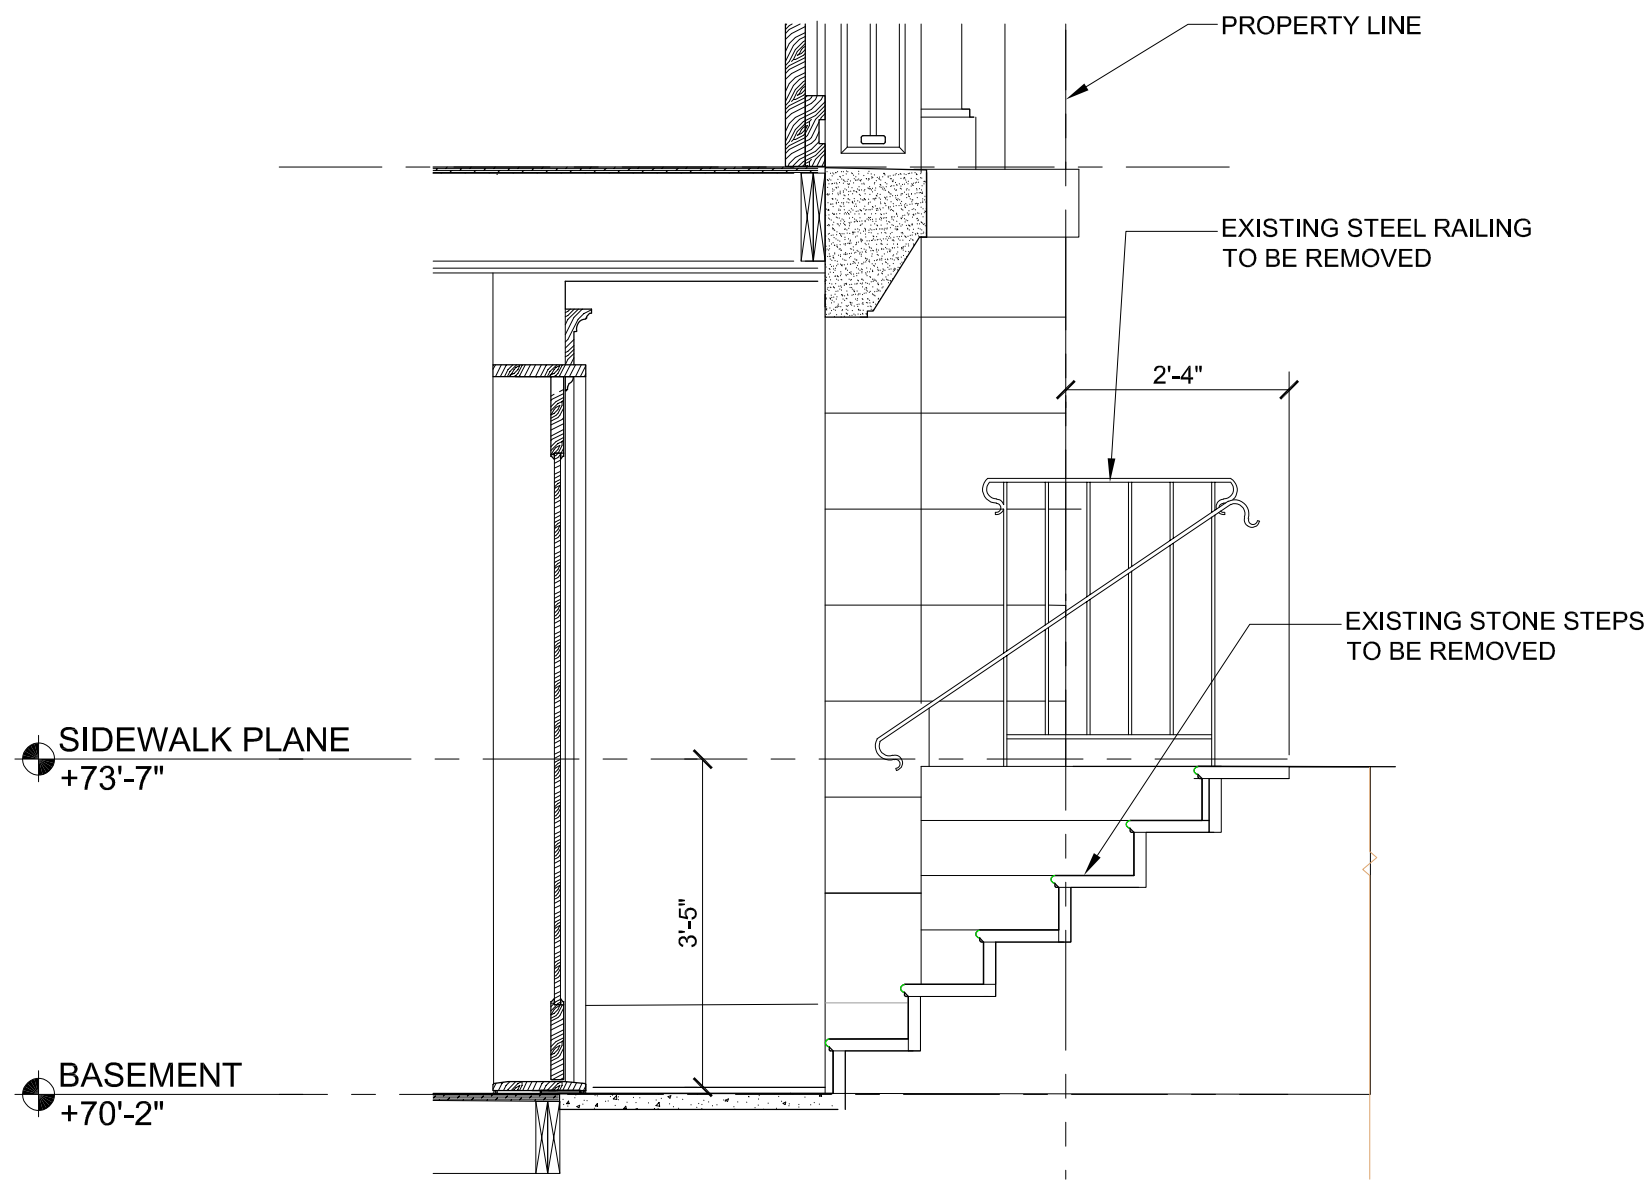 PROPERTY LINE
EXISTING STEEL RAILING
TO BE REMOVED
2'-4"
EXISTING STONE STEPS
TO BE REMOVED
SIDEWALK PLANE
+73'-7"
3'-5"
BASEMENT
+70'-2"